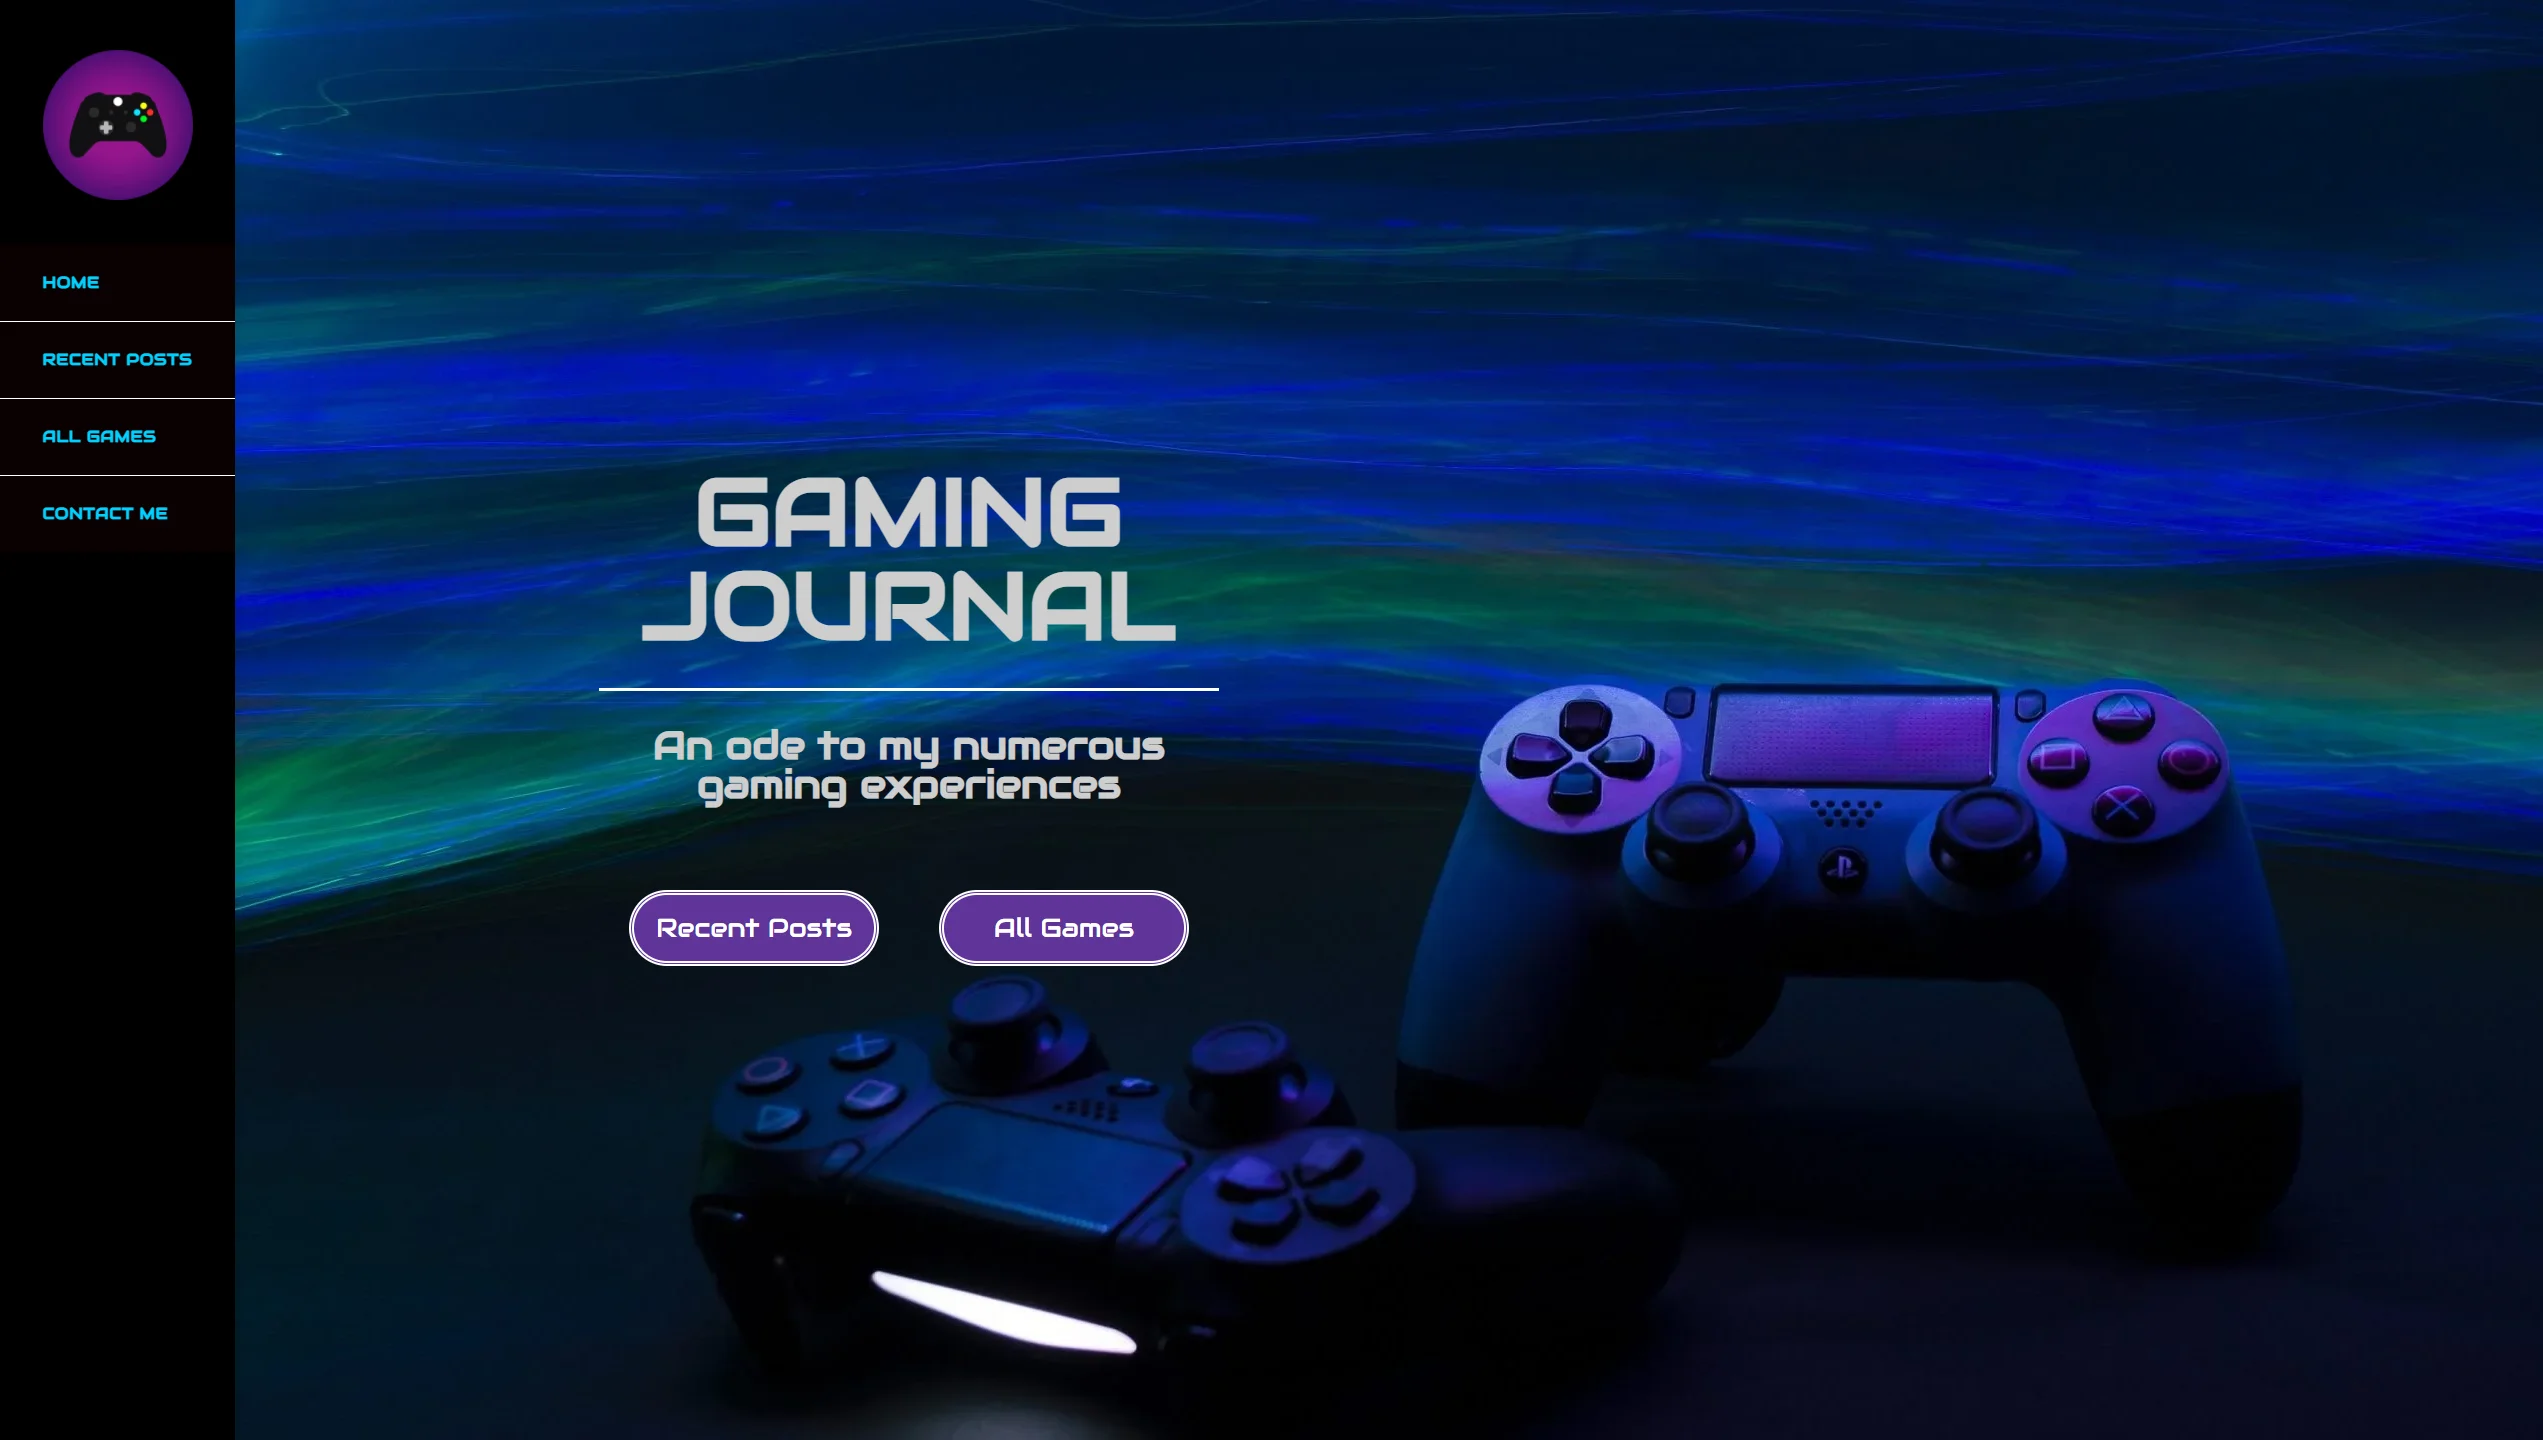 HOME
RECENT POSTS
ALL GAMES
CONTACT ME
GAMING
JOURNAL
An ode to my numerous
gaming experiences
Recent Posts
All Games